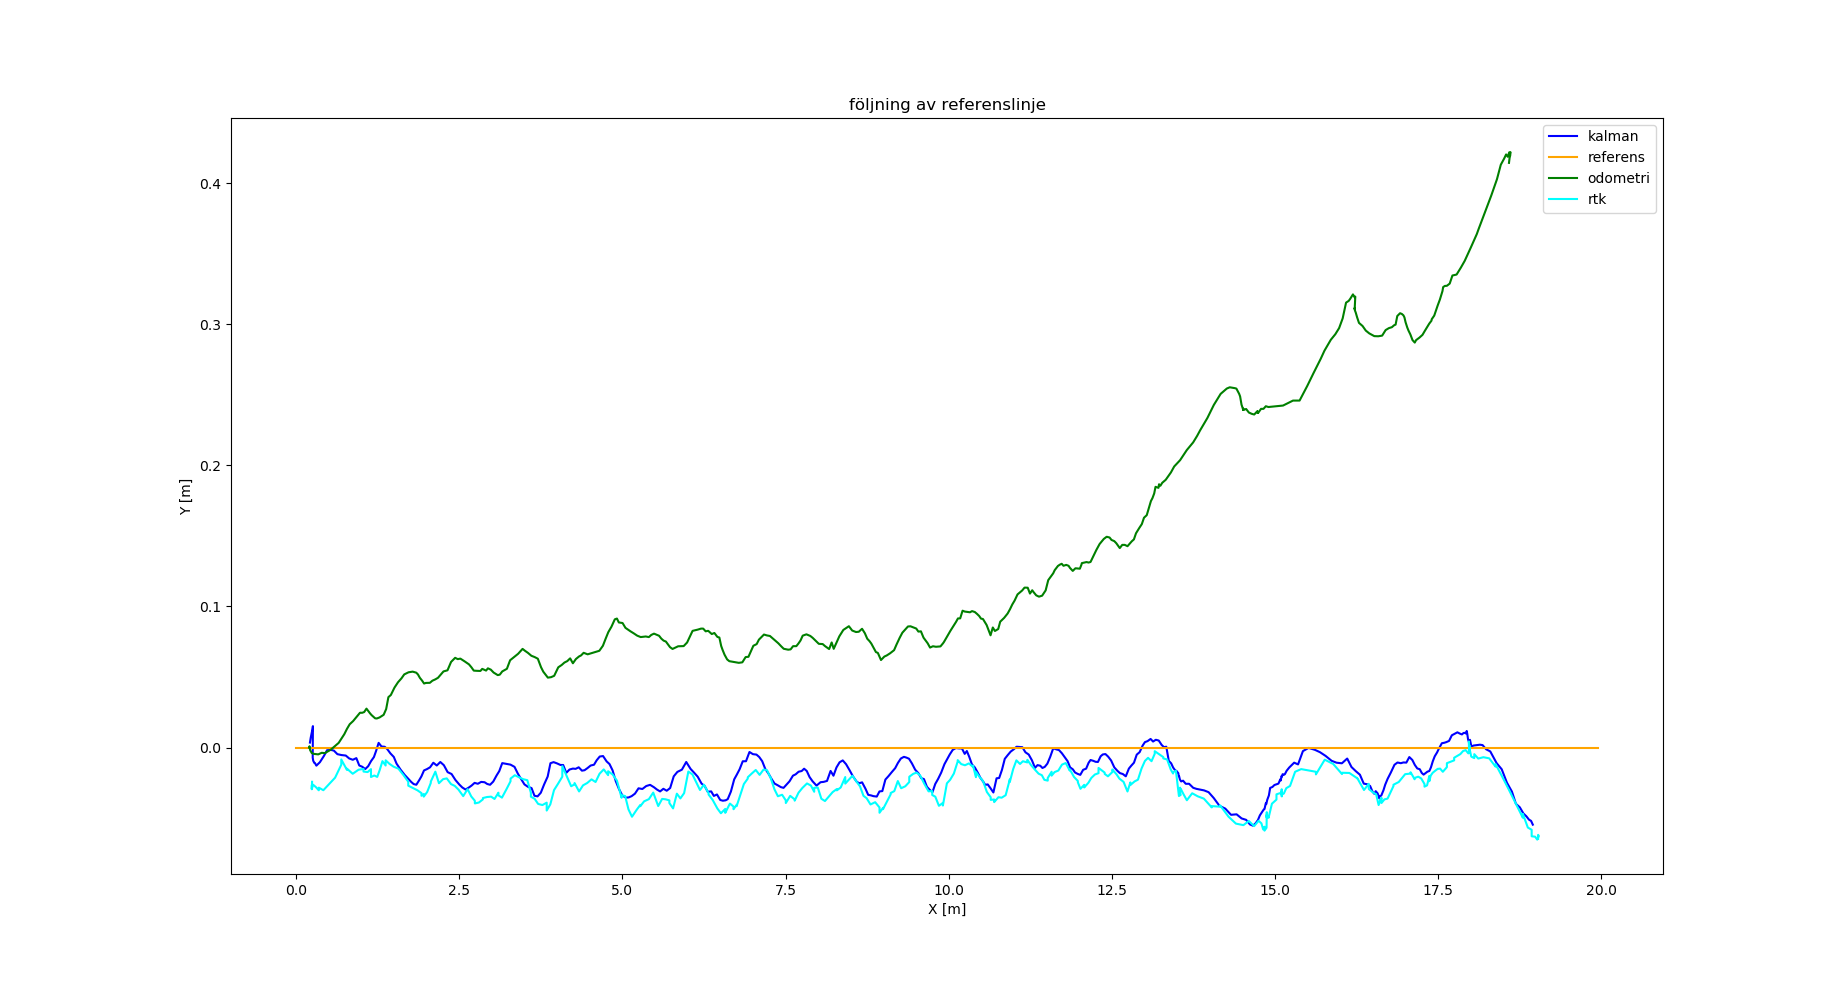 följning av referenslinje
kalman
referens
odometri
rtk
0.4
0.3
0.2
0.1
0.0
Y [m]
0.0 2.5 5.0 7.5 10.0 12.5 15.0 17.5 20.0
X [m]